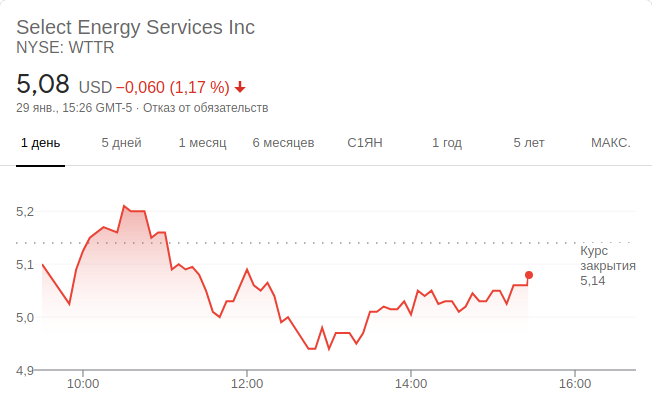 Select Energy Services Inc
NYSE: WTTR
5,08 USD −0,060 (1,17 %)
29 янв., 15:26 GMT-5 · Отказ от обязательств
1 день 5 дней 1 месяц 6 месяцев С1ЯН 1 год 5 лет МАКС.
5,2
5,1
5,0
4,9
Курс
закрытия
5,14
10:00 12:00 14:00 16:00